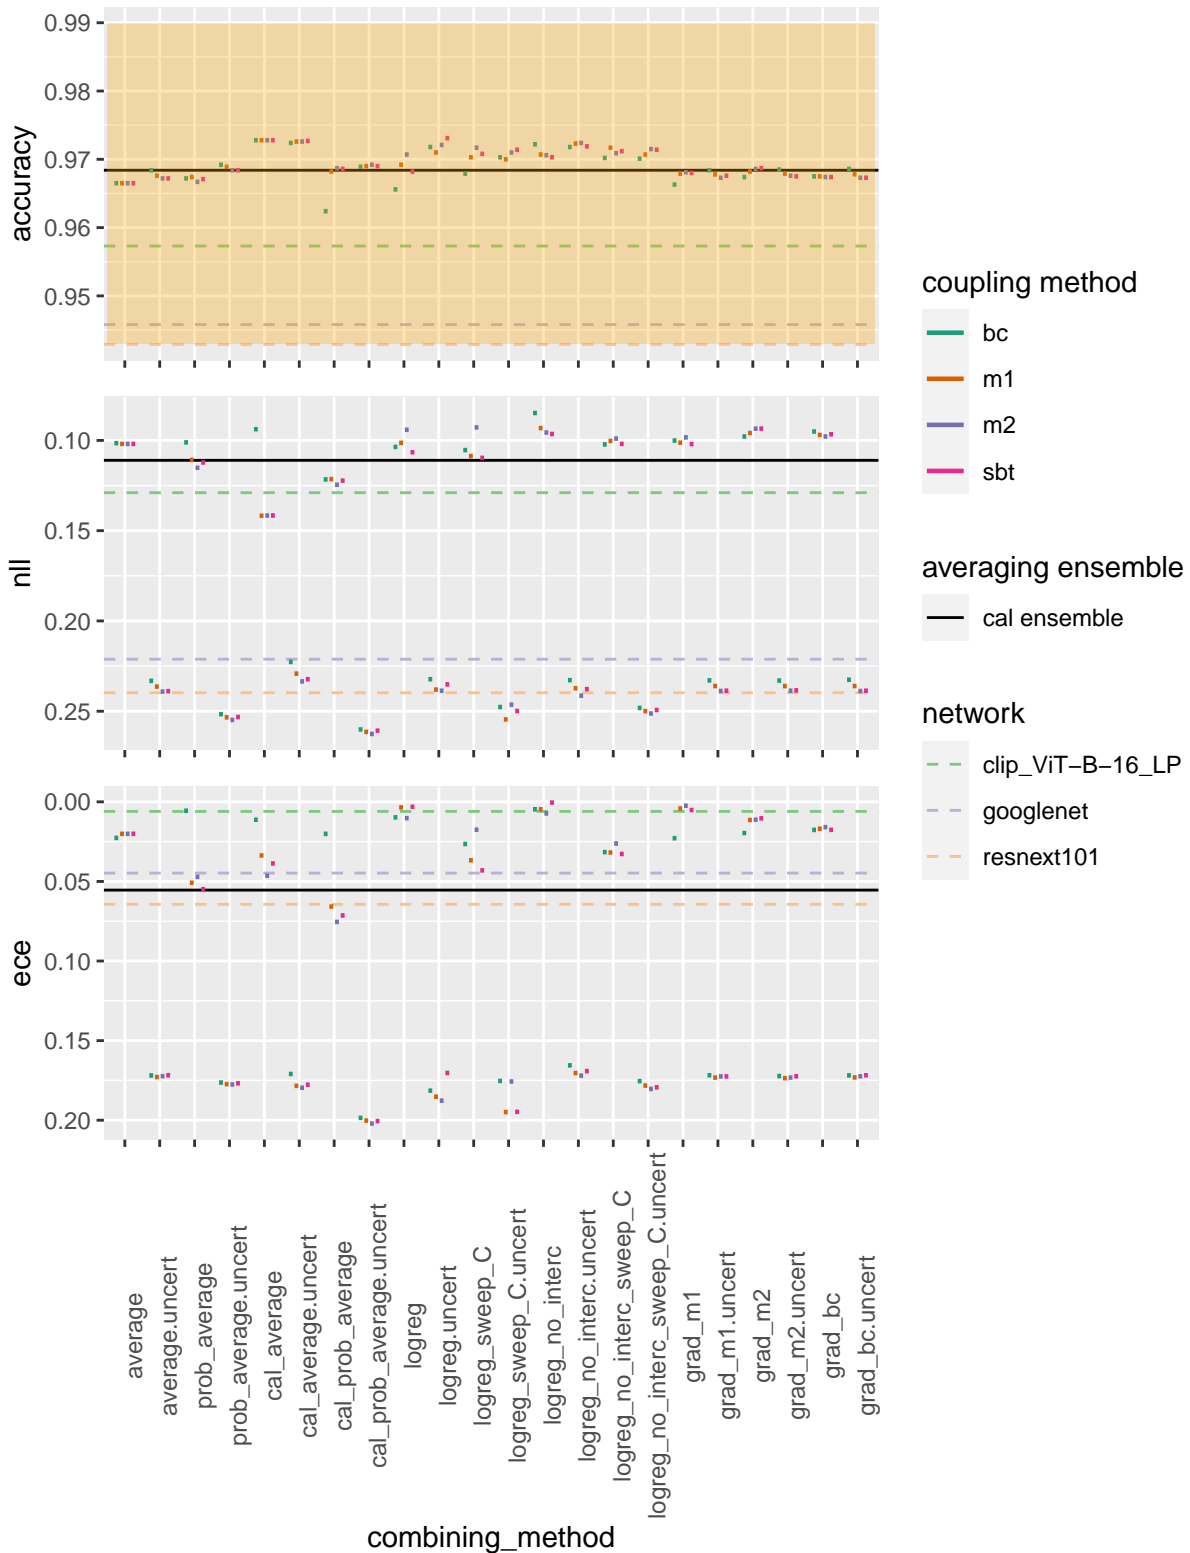 accuracy
0.99
0.98
0.97
0.96
0.95
nll
0.10
0.15
0.20
0.25
ece
0.00
0.05
0.10
0.15
0.20
average
average.uncert
prob_average
prob_average.uncert
cal_average
cal_average.uncert
cal_prob_average
cal_prob_average.uncert
logreg
logreg.uncert
logreg_sweep_C
logreg_sweep_C.uncert
logreg_no_interc
logreg_no_interc.uncert
logreg_no_interc_sweep_C
logreg_no_interc_sweep_C.uncert
grad_m1
grad_m1.uncert
grad_m2
grad_m2.uncert
grad_bc
grad_bc.uncert
combining_method
coupling method
bc
m1
m2
sbt
averaging ensemble
cal ensemble
network
clip_ViT−B−16_LP
googlenet
resnext101